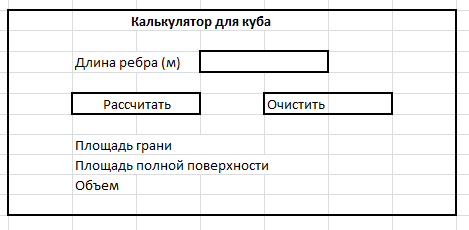 Калькулятор для куба
Длина ребра (м)
Рассчитать Очистить
Площадь грани
Площадь полной поверхности
Объем